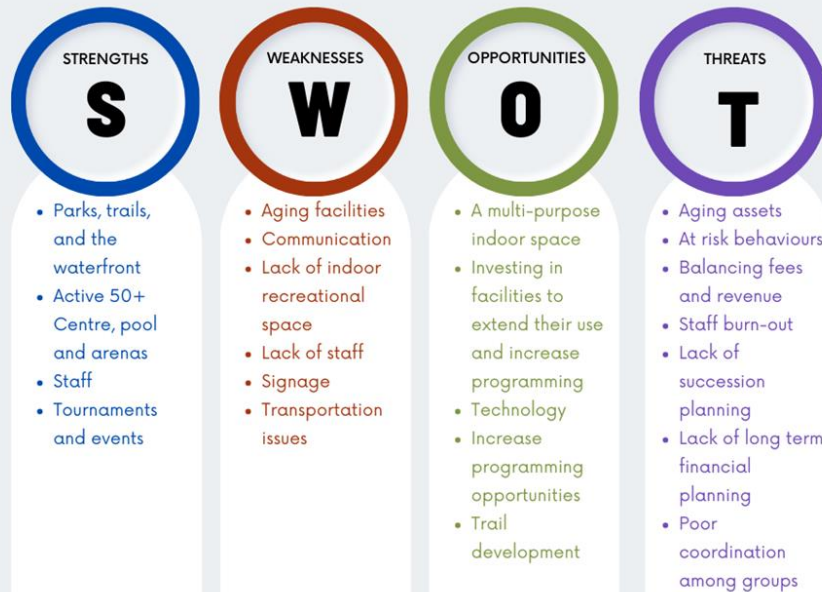 STRENGTHS
S
• Parks, trails,
and the
waterfront
• Active 50+
Centre, pool
and arenas
• Staff
• Tournaments
and events
WEAKNESSES
W
• Aging facilities
• Communication
• Lack of indoor
recreational
space
• Lack of staff
• Signage
• Transportation
issues
OPPORTUNITIES
O
• A multi-purpose
indoor space
• Investing in
facilities to
extend their use
and increase
programming
• Technology
• Increase
programming
opportunities
• Trail
development
THREATS
T
• Aging assets
• At risk behaviours
• Balancing fees
and revenue
• Staff burn-out
• Lack of
succession
planning
• Lack of long term
financial
planning
• Poor
coordination
among groups